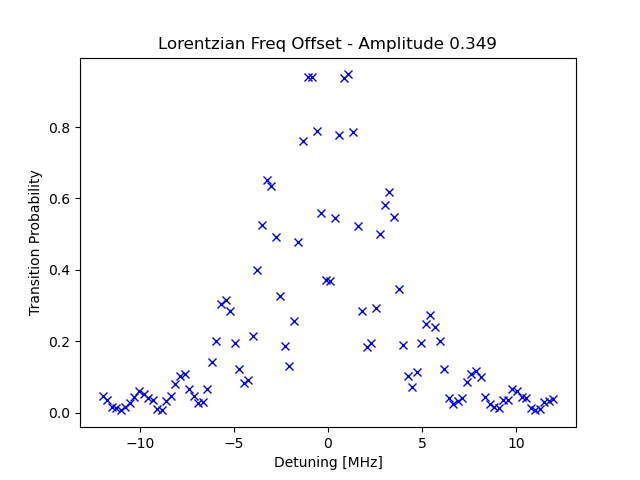 Lorentzian Freq Offset - Amplitude 0.349
Transition Probability
0.8
0.6
0.4
0.2
0.0
−10 −5 0 5 10
Detuning [MHz]